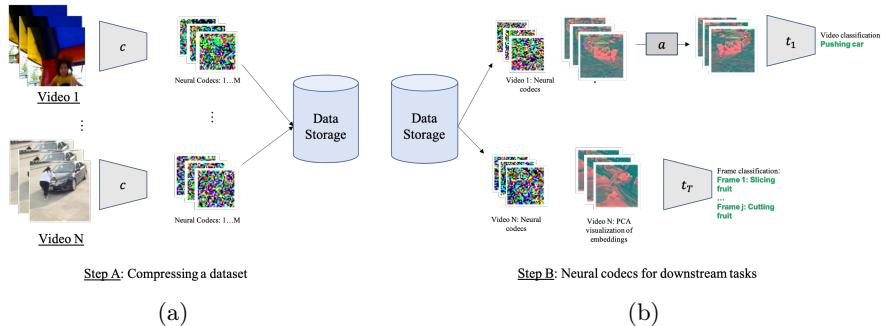 c
Neural Codecs: 1…M
Video 1
⋮
⋮
Data
Storage
c
Neural Codecs: 1…M
Video N
Step A: Compressing a dataset
(a)
Data
Storage
Video 1: Neural
codecs
a
t₁
Video classification
Pushing car
Video N: Neural
codecs
Video N: PCA
visualization of
embeddings
t_T
Frame classification:
Frame 1: Slicing
fruit
…
Frame j: Cutting
fruit
Step B: Neural codecs for downstream tasks
(b)